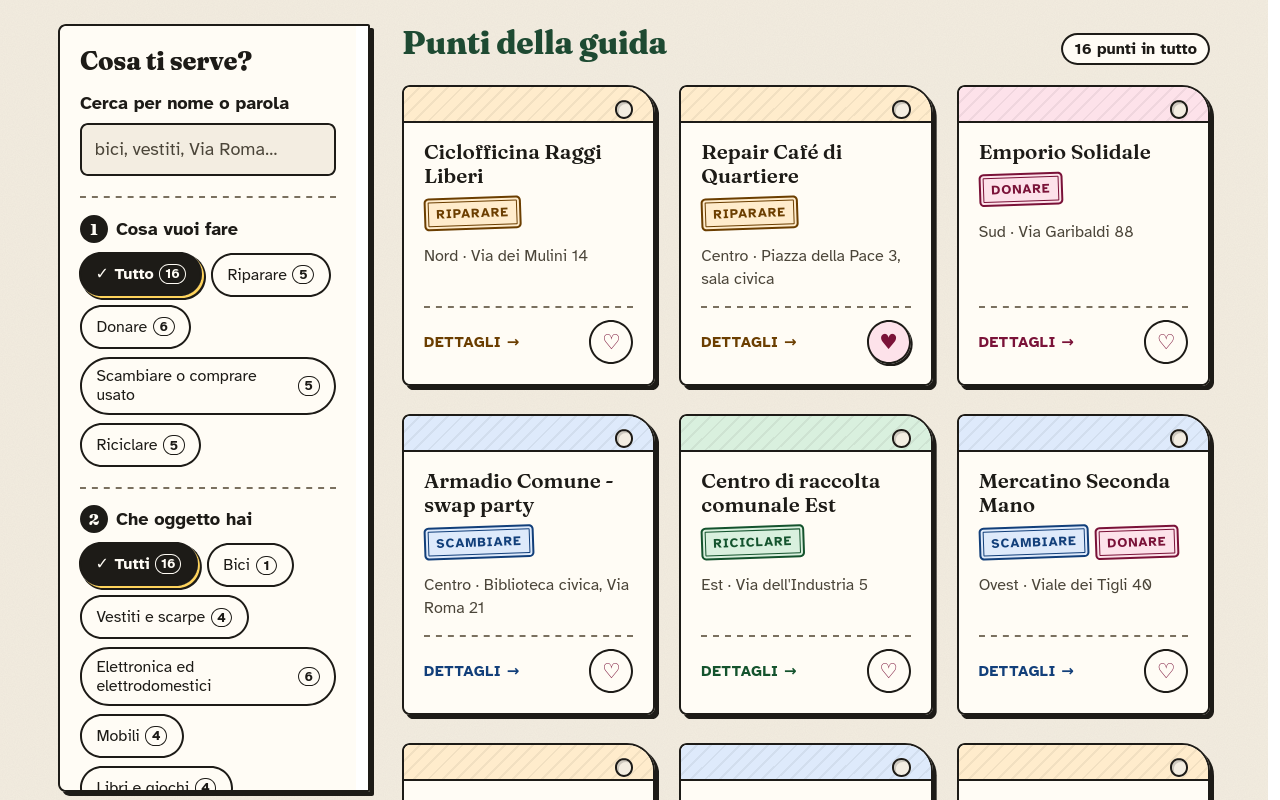 Cosa ti serve?
Cerca per nome o parola
bici, vestiti, Via Roma...
1 Cosa vuoi fare
✓ Tutto 16
Riparare 5
Donare 6
Scambiare o comprare
usato 5
Riciclare 5
2 Che oggetto hai
✓ Tutti 16
Bici 1
Vestiti e scarpe 4
Elettronica ed
elettrodomestici 6
Mobili 4
Libri e giochi 4
Punti della guida
16 punti in tutto
Ciclofficina Raggi
Liberi
RIPARARE
Nord · Via dei Mulini 14
DETTAGLI →
Repair Café di
Quartiere
RIPARARE
Centro · Piazza della Pace 3,
sala civica
DETTAGLI →
Emporio Solidale
DONARE
Sud · Via Garibaldi 88
DETTAGLI →
Armadio Comune -
swap party
SCAMBIARE
Centro · Biblioteca civica, Via
Roma 21
DETTAGLI →
Centro di raccolta
comunale Est
RICICLARE
Est · Via dell'Industria 5
DETTAGLI →
Mercatino Seconda
Mano
SCAMBIARE DONARE
Ovest · Viale dei Tigli 40
DETTAGLI →